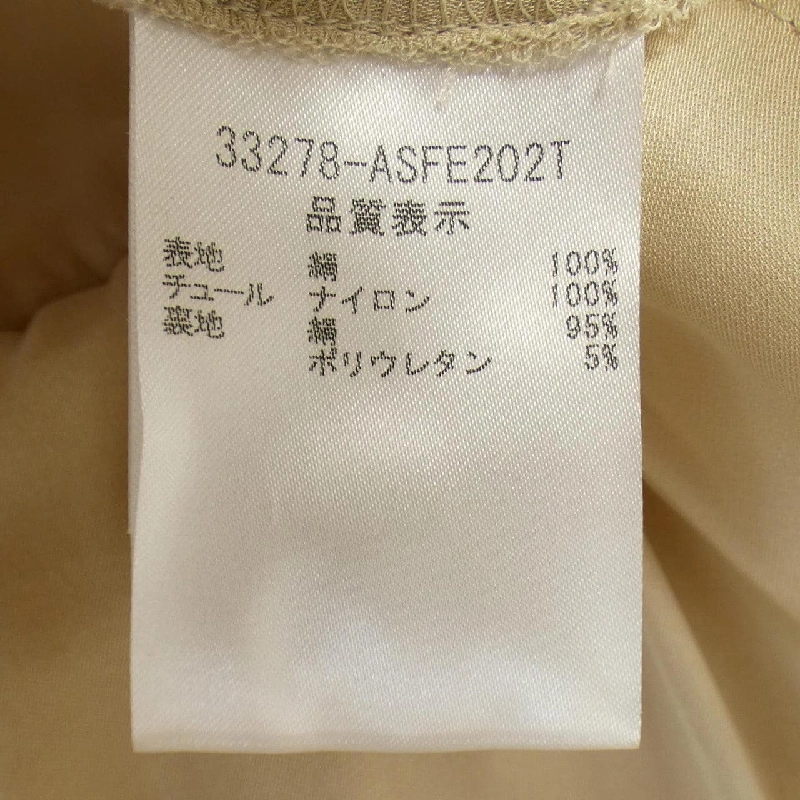 33278-ASFE202T
品質表示
表地 絹 100%
チュール ナイロン 100%
裏地 絹 95%
ポリウレタン 5%